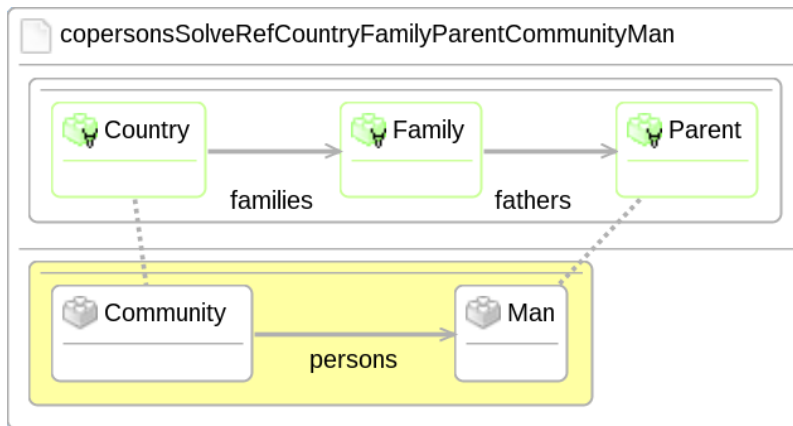 copersonsSolveRefCountryFamilyParentCommunityMan
Country
Family
Parent
families
fathers
Community
Man
persons